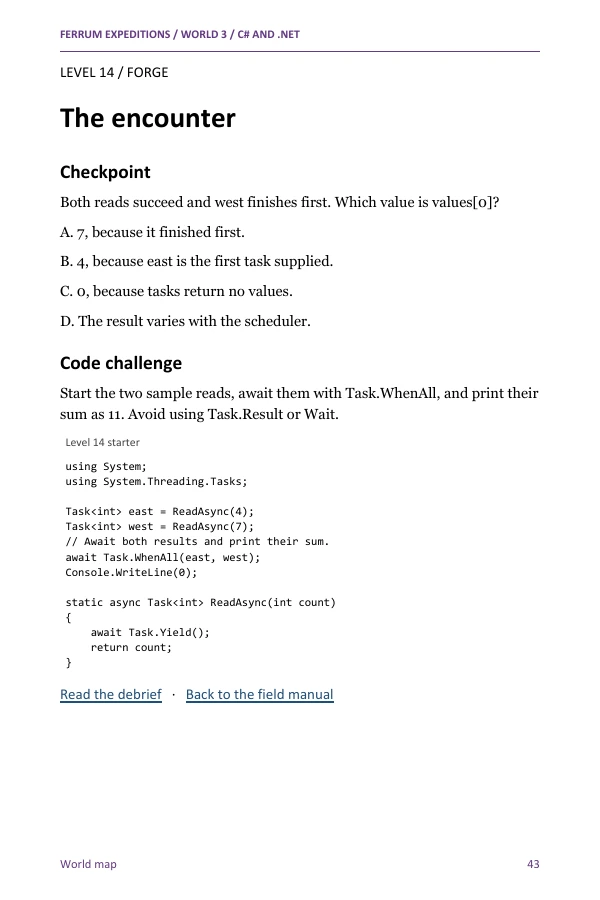 FERRUM EXPEDITIONS / WORLD 3 / C# AND .NET
LEVEL 14 / FORGE
The encounter
Checkpoint
Both reads succeed and west finishes first. Which value is values[0]?
A. 7, because it finished first.
B. 4, because east is the first task supplied.
C. 0, because tasks return no values.
D. The result varies with the scheduler.
Code challenge
Start the two sample reads, await them with Task.WhenAll, and print their
sum as 11. Avoid using Task.Result or Wait.
Level 14 starter
using System;
using System.Threading.Tasks;
Task<int> east = ReadAsync(4);
Task<int> west = ReadAsync(7);
// Await both results and print their sum.
await Task.WhenAll(east, west);
Console.WriteLine(0);
static async Task<int> ReadAsync(int count)
{
    await Task.Yield();
    return count;
}
Read the debrief · Back to the field manual
World map 43